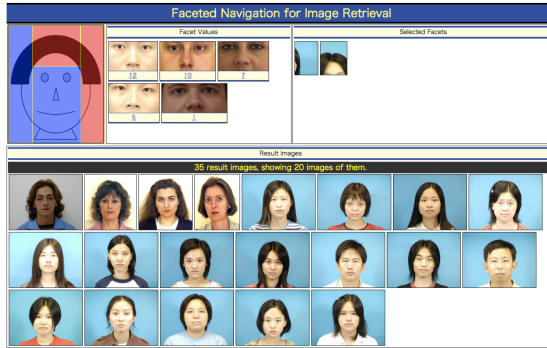 Faceted Navigation for Image Retrieval
Facet Values
Selected Facets
12
10
7
5
1
Result Images
35 result images, showing 20 images of them.